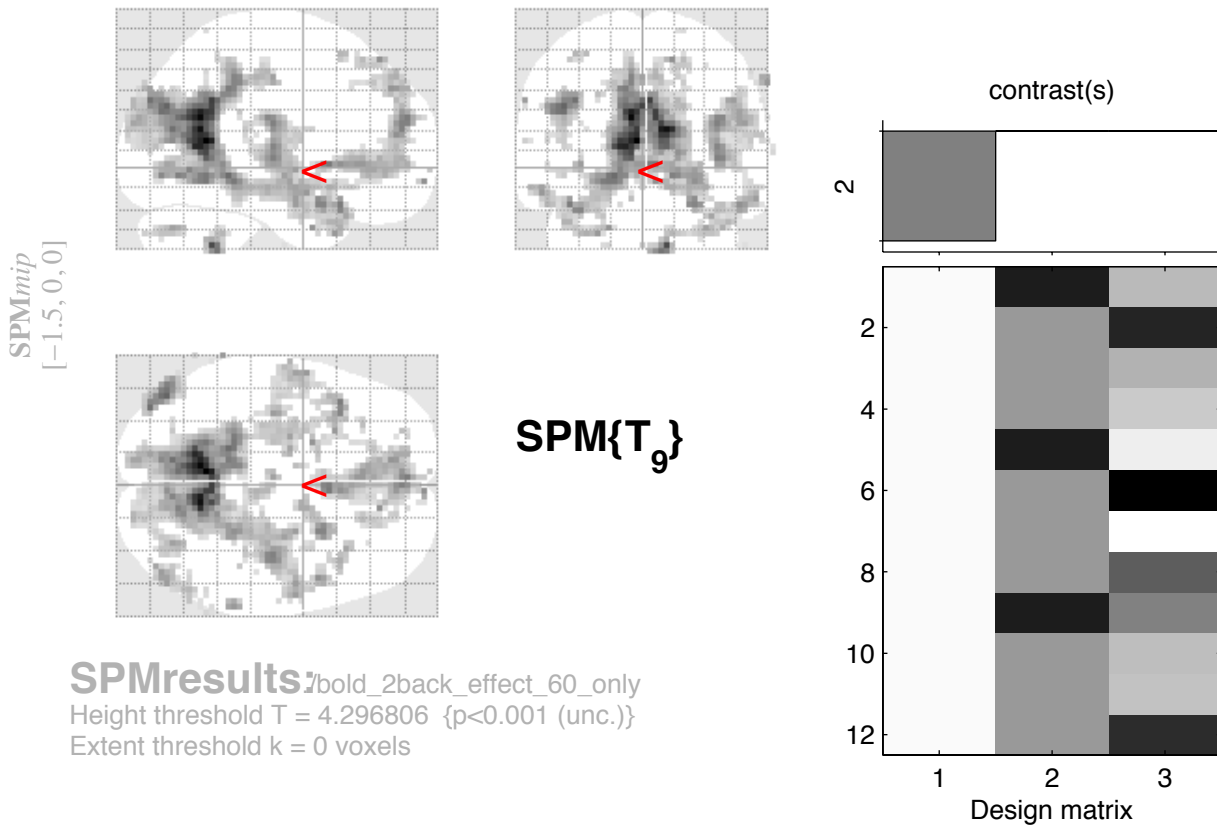 contrast(s)
2
SPMmip
[−1.5, 0, 0]
<
<
<
SPM{T9}
2
4
6
8
10
12
1 2 3
Design matrix
SPMresults:/bold_2back_effect_60_only
Height threshold T = 4.296806 {p<0.001 (unc.)}
Extent threshold k = 0 voxels